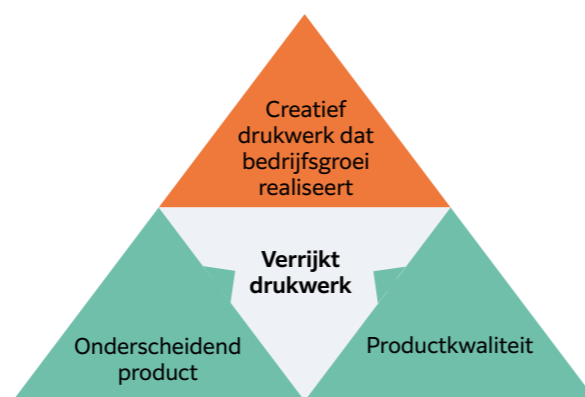 Creatief
drukwerk dat
bedrijfsgroei
realiseert
Verrijkt
drukwerk
Onderscheidend
product
Productkwaliteit